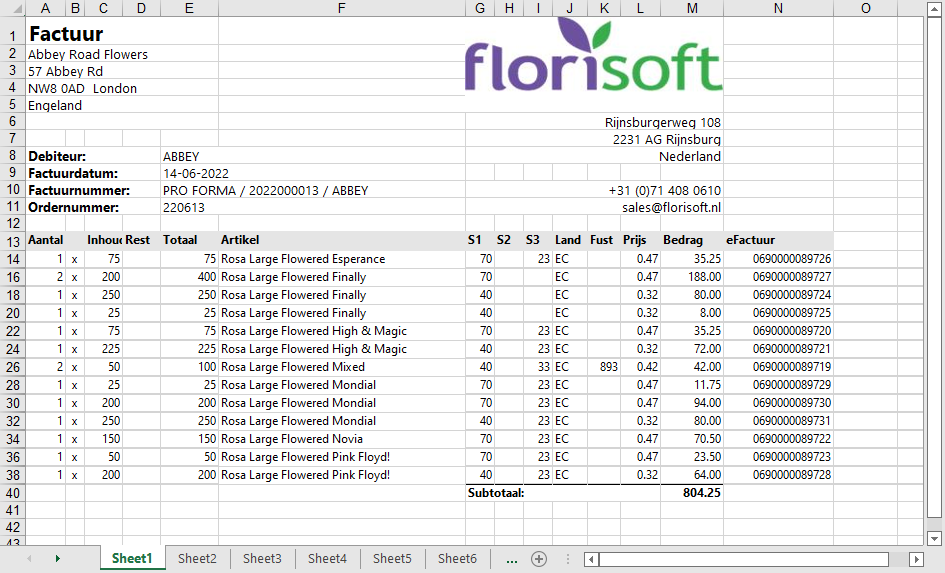 A B C D E F G H I J K L M N O
1 Factuur
florisoft
2 Abbey Road Flowers
3 57 Abbey Rd
4 NW8 0AD London
5 Engeland
6 Rijnsburgerweg 108
7 2231 AG Rijnsburg
8 Debiteur: ABBEY Nederland
9 Factuurdatum: 14-06-2022
10 Factuurnummer: PRO FORMA / 2022000013 / ABBEY +31 (0)71 408 0610
11 Ordernummer: 220613 sales@florisoft.nl
12
13 Aantal Inhou Rest Totaal Artikel S1 S2 S3 Land Fust Prijs Bedrag eFactuur
14 1 x 75 75 Rosa Large Flowered Esperance 70 23 EC 0.47 35.25 0690000089726
16 2 x 200 400 Rosa Large Flowered Finally 70 EC 0.47 188.00 0690000089727
18 1 x 250 250 Rosa Large Flowered Finally 40 EC 0.32 80.00 0690000089724
20 1 x 25 25 Rosa Large Flowered Finally 40 EC 0.32 8.00 0690000089725
22 1 x 75 75 Rosa Large Flowered High & Magic 70 23 EC 0.47 35.25 0690000089720
24 1 x 225 225 Rosa Large Flowered High & Magic 40 23 EC 0.32 72.00 0690000089721
26 2 x 50 100 Rosa Large Flowered Mixed 40 33 EC 893 0.42 42.00 0690000089719
28 1 x 25 25 Rosa Large Flowered Mondial 70 23 EC 0.47 11.75 0690000089729
30 1 x 200 200 Rosa Large Flowered Mondial 70 23 EC 0.47 94.00 0690000089730
32 1 x 250 250 Rosa Large Flowered Mondial 40 23 EC 0.32 80.00 0690000089731
34 1 x 150 150 Rosa Large Flowered Novia 70 23 EC 0.47 70.50 0690000089722
36 1 x 50 50 Rosa Large Flowered Pink Floyd! 70 23 EC 0.47 23.50 0690000089723
38 1 x 200 200 Rosa Large Flowered Pink Floyd! 40 23 EC 0.32 64.00 0690000089728
40 Subtotaal: 804.25
41
42
43
Sheet1 Sheet2 Sheet3 Sheet4 Sheet5 Sheet6 ...